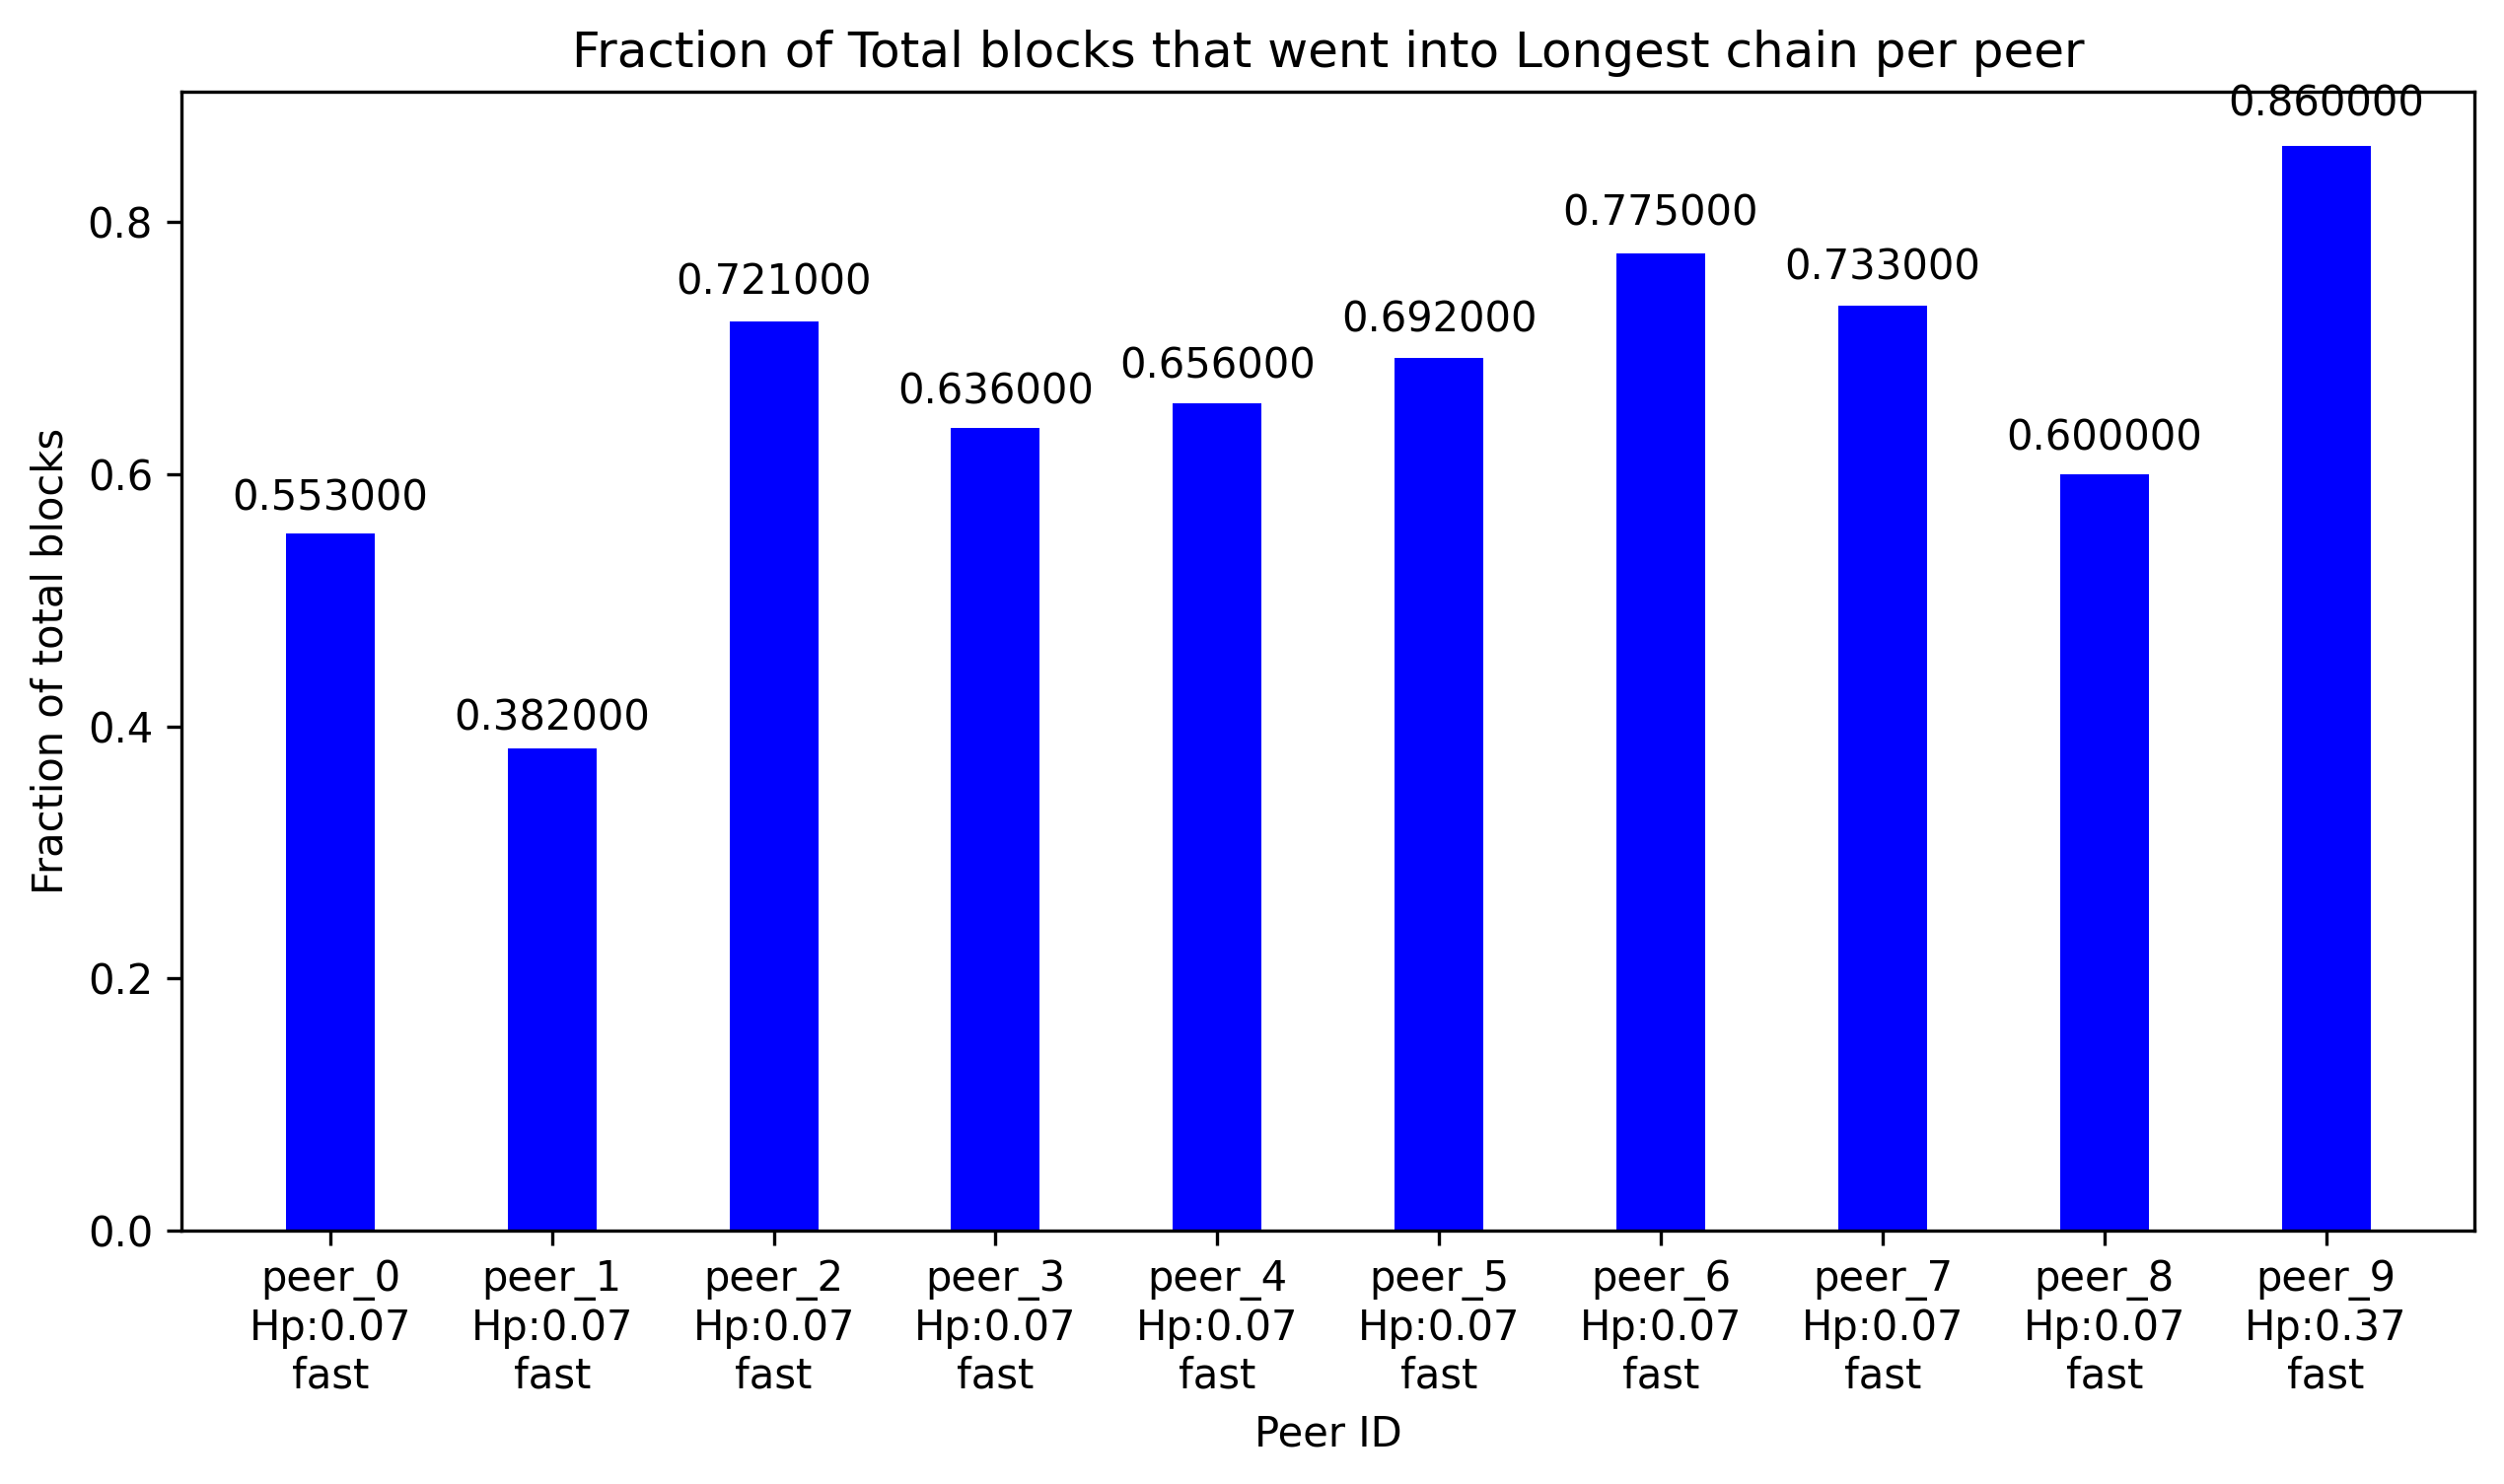 Fraction of Total blocks that went into Longest chain per peer
0.860000
0.775000
0.733000
0.721000
0.692000
0.656000
0.636000
0.600000
0.553000
0.382000
Fraction of total blocks
0.8
0.6
0.4
0.2
0.0
peer_0 peer_1 peer_2 peer_3 peer_4 peer_5 peer_6 peer_7 peer_8 peer_9
Hp:0.07 Hp:0.07 Hp:0.07 Hp:0.07 Hp:0.07 Hp:0.07 Hp:0.07 Hp:0.07 Hp:0.07 Hp:0.37
fast fast fast fast fast fast fast fast fast fast
Peer ID